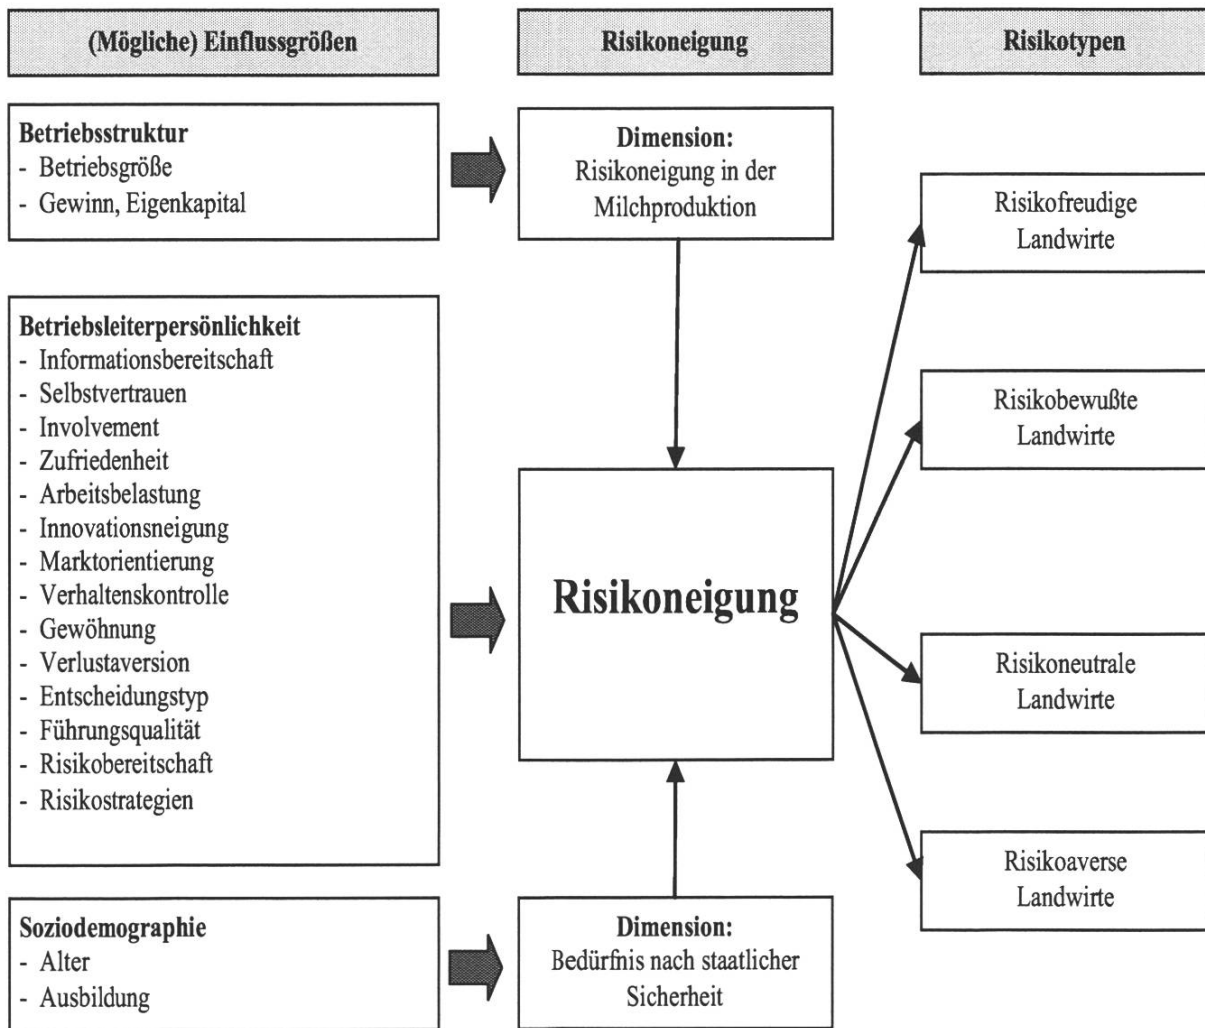 (Mögliche) Einflussgrößen
Betriebsstruktur
- Betriebsgröße
- Gewinn, Eigenkapital
Betriebsleiterpersönlichkeit
- Informationsbereitschaft
- Selbstvertrauen
- Involvement
- Zufriedenheit
- Arbeitsbelastung
- Innovationsneigung
- Marktorientierung
- Verhaltenskontrolle
- Gewöhnung
- Verlustaversion
- Entscheidungstyp
- Führungsqualität
- Risikobereitschaft
- Risikostrategien
Soziodemographie
- Alter
- Ausbildung
Risikoneigung
Dimension:
Risikoneigung in der
Milchproduktion
Risikoneigung
Dimension:
Bedürfnis nach staatlicher
Sicherheit
Risikotypen
Risikofreudige
Landwirte
Risikobewußte
Landwirte
Risikoneutrale
Landwirte
Risikoaverse
Landwirte